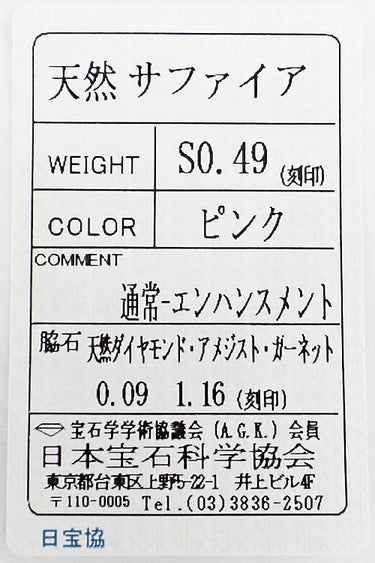 天然 サファイア
WEIGHT S0.49 (刻印)
COLOR ピンク
COMMENT
通常-エンハンスメント
脇石 天然ダイヤモンド・アメジスト・ガーネット
0.09 1.16 (刻印)
宝石学学術協議会 (A.G.K.) 会員
日本宝石科学協会
東京都台東区上野5-22-1 井上ビル4F
〒110-0005 Tel.(03)3836-2507
日宝協